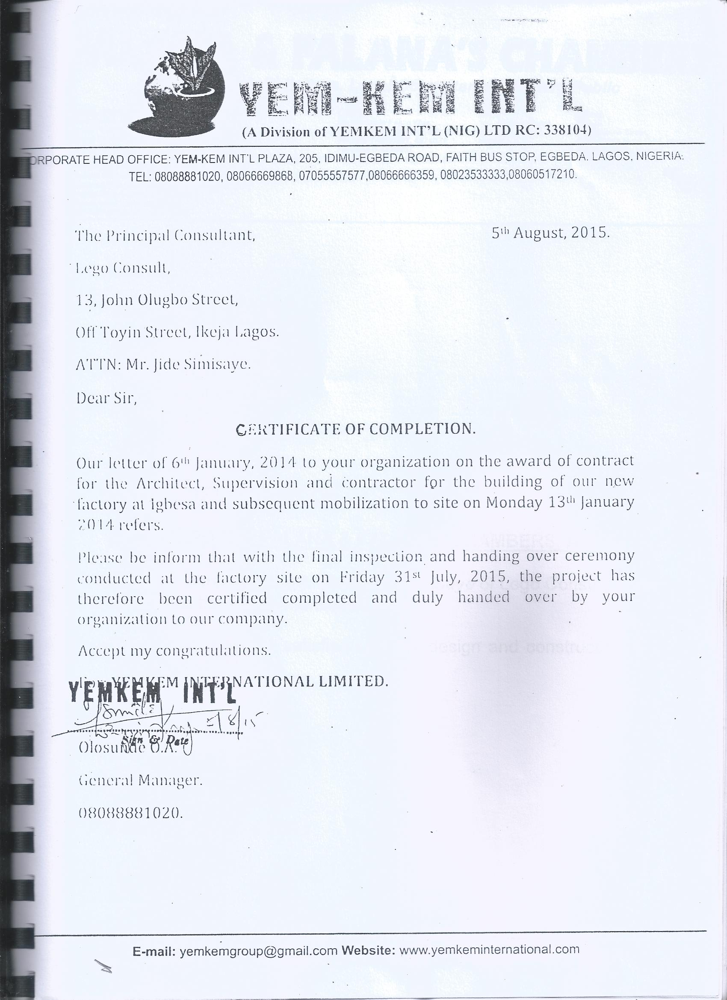 YEM-KEM INT'L
(A Division of YEMKEM INT'L (NIG) LTD RC: 338104)
ORPORATE HEAD OFFICE: YEM-KEM INT'L PLAZA, 205, IDIMU-EGBEDA ROAD, FAITH BUS STOP, EGBEDA. LAGOS, NIGERIA.
TEL: 08088881020, 08066669868, 07055557577,08066666359, 08023533333,08060517210.
The Principal Consultant, 5th August, 2015.
Lego Consult,
13, John Olugbo Street,
Off Toyin Street, Ikeja Lagos.
ATTN: Mr. Jide Simisaye.
Dear Sir,
CERTIFICATE OF COMPLETION.
Our letter of 6th January, 2014 to your organization on the award of contract
for the Architect, Supervision and contractor for the building of our new
factory at igbesa and subsequent mobilization to site on Monday 13th January
2014 refers.
Please be inform that with the final inspection and handing over ceremony
conducted at the factory site on Friday 31st July, 2015, the project has
therefore been certified completed and duly handed over by your
organization to our company.
Accept my congratulations.
For: YEMKEM INTERNATIONAL LIMITED.
YEMKEM INT'L
5/8/15
Sign & Date
Olosunde O.A.
General Manager.
08088881020.
E-mail: yemkemgroup@gmail.com Website: www.yemkeminternational.com